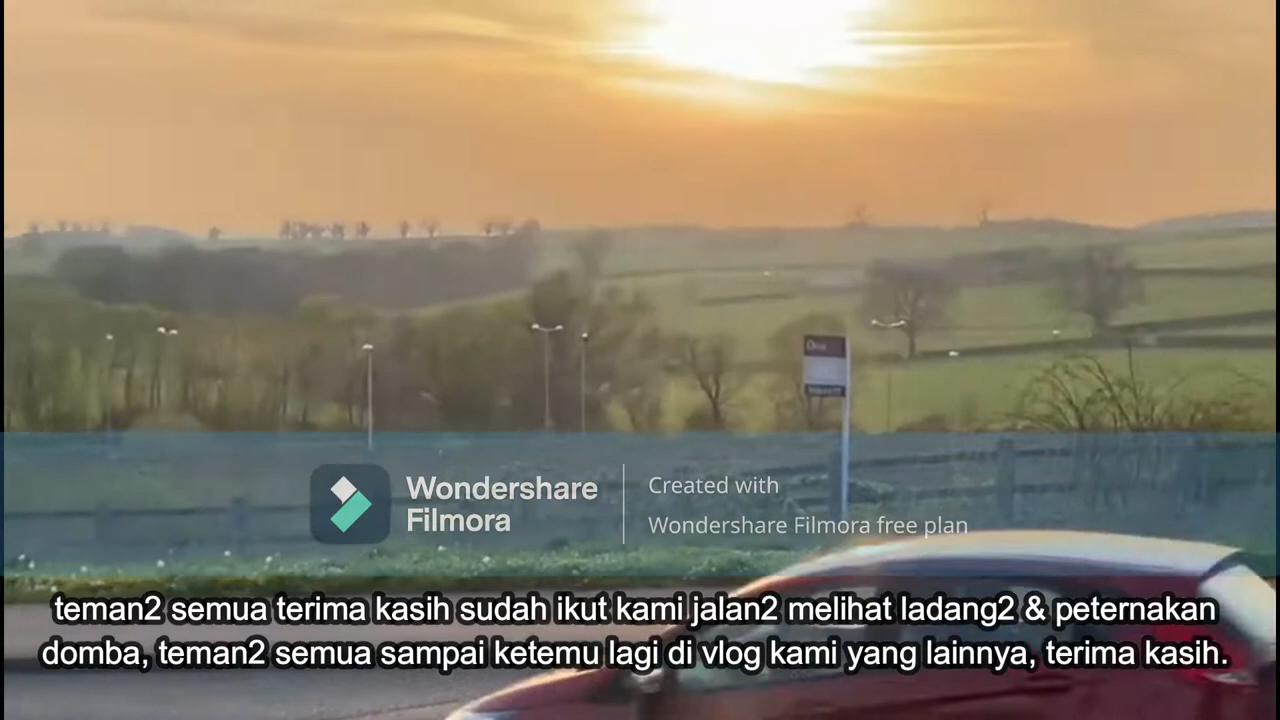 Wondershare
Filmora
Created with
Wondershare Filmora free plan
teman2 semua terima kasih sudah ikut kami jalan2 melihat ladang2 & peternakan
domba, teman2 semua sampai ketemu lagi di vlog kami yang lainnya, terima kasih.